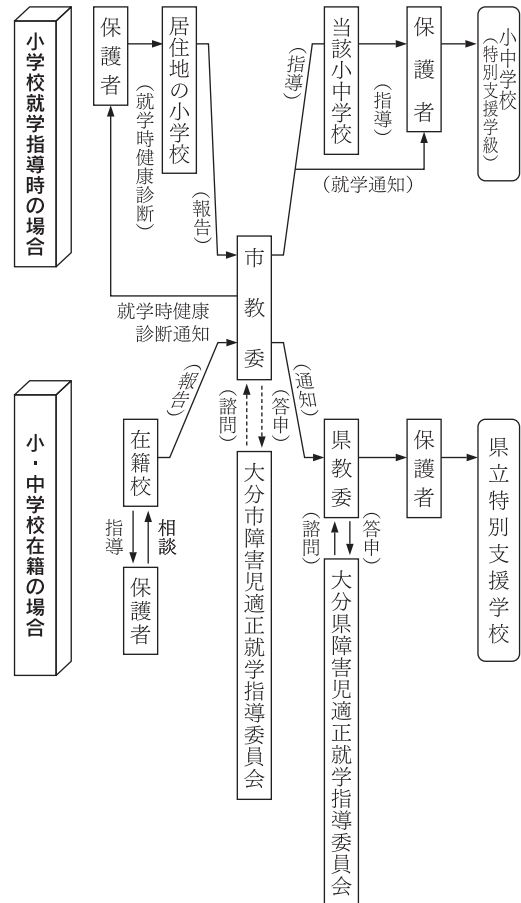 小学校就学指導時の場合
保護者
(就学時健康診断)
居住地の小学校
(報告)
就学時健康
診断通知
市教委
(指導)
当該小中学校
(指導)
保護者
(就学通知)
小中学校
(特別支援学級)
小・中学校在籍の場合
在籍校
指導
相談
保護者
(報告)
(諮問)
(答申)
大分市障害児適正就学指導委員会
(通知)
県教委
(諮問)
(答申)
大分県障害児適正就学指導委員会
保護者
県立特別支援学校